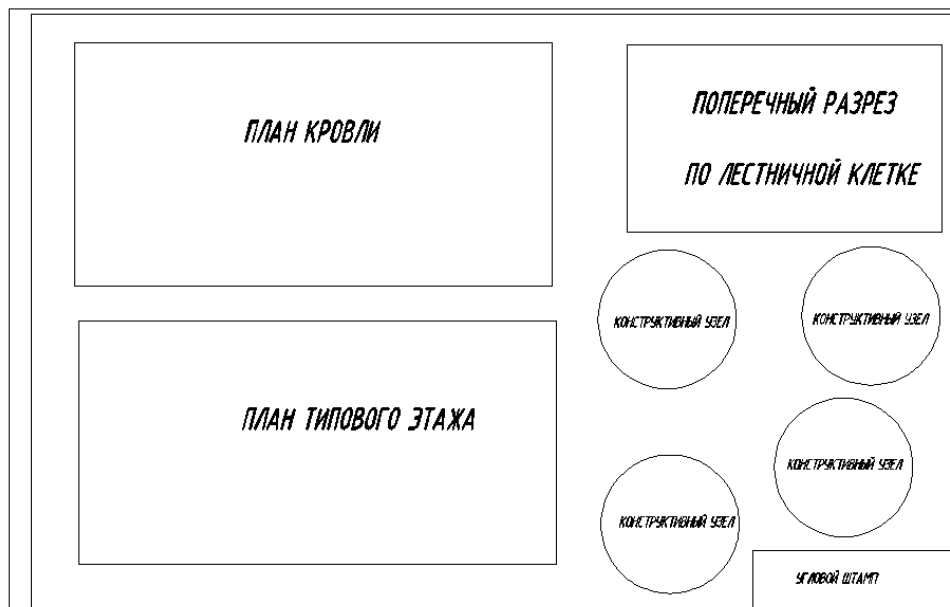 ПЛАН КРОВЛИ
ПОПЕРЕЧНЫЙ РАЗРЕЗ
ПО ЛЕСТНИЧНОЙ КЛЕТКЕ
КОНСТРУКТИВНЫЙ УЗЕЛ
КОНСТРУКТИВНЫЙ УЗЕЛ
ПЛАН ТИПОВОГО ЭТАЖА
КОНСТРУКТИВНЫЙ УЗЕЛ
КОНСТРУКТИВНЫЙ УЗЕЛ
УГЛОВОЙ ШТАМП